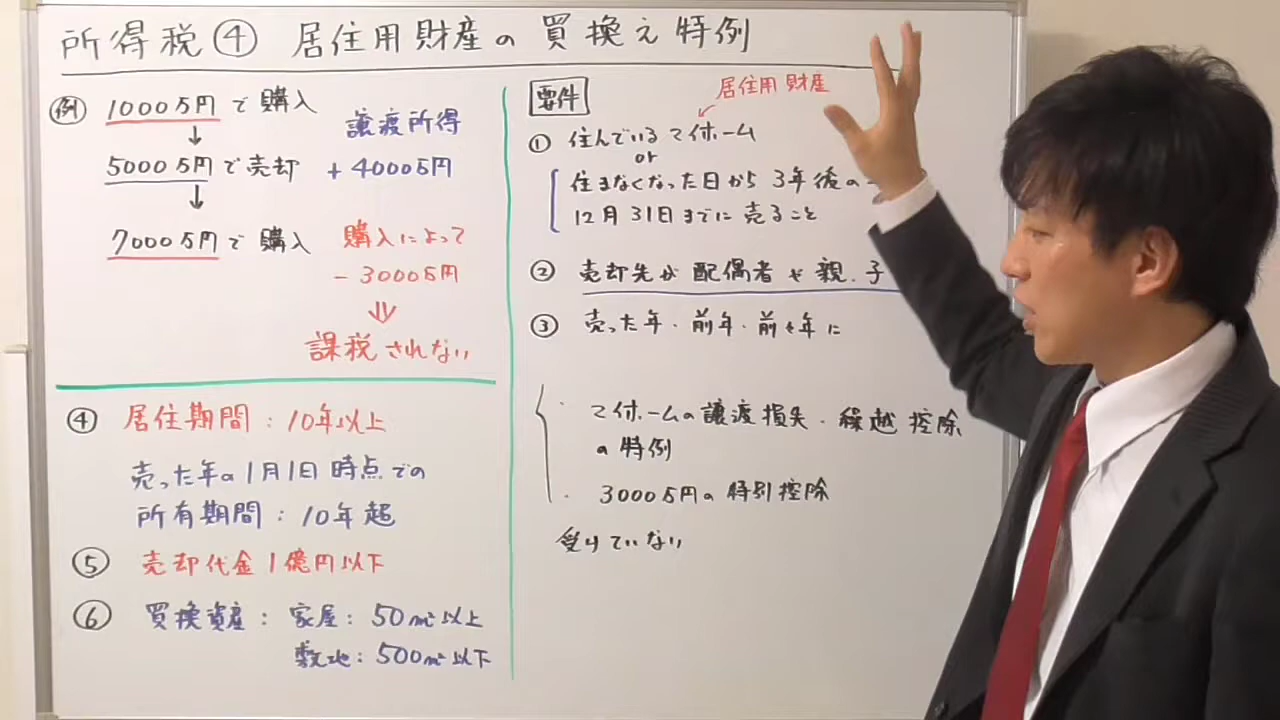 所得税④ 居住用財産の買換え特例
例 1000万円で購入
↓
5000万円で売却
↓
7000万円で購入
譲渡所得
+4000万円
購入によって
-3000万円
⇓
課税されない
要件
居住用財産
① 住んでいるマイホーム
or
住まなくなった日から3年後の
12月31日までに売ること
② 売却先が配偶者や親・子
③ 売った年・前年・前々年に
・マイホームの譲渡損失・繰越控除
の特例
・3000万円の特別控除
受けていない
④ 居住期間:10年以上
売った年の1月1日時点での
所有期間:10年超
⑤ 売却代金1億円以下
⑥ 買換資産:家屋:50㎡以上
敷地:500㎡以下